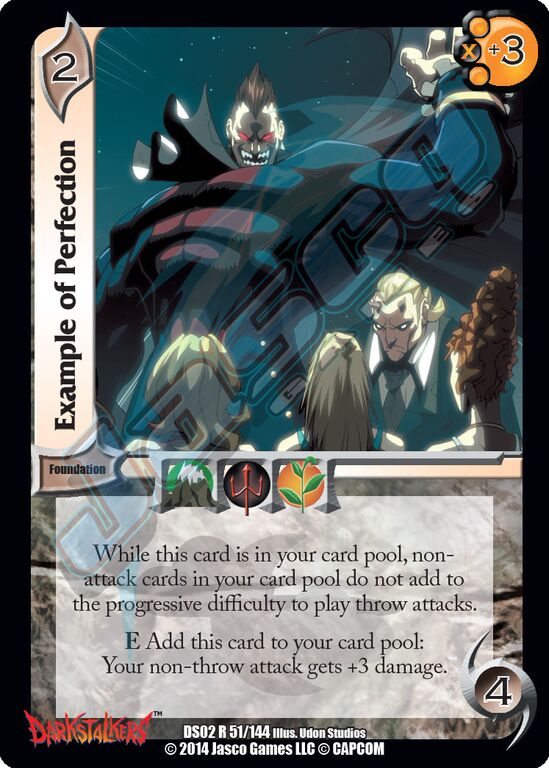 2
X +3
Example of Perfection
Foundation
While this card is in your card pool, non-
attack cards in your card pool do not add to
the progressive difficulty to play throw attacks.
E Add this card to your card pool:
Your non-throw attack gets +3 damage.
4
DARKSTALKERS™
DS02 R 51/144 Illus. Udon Studios
© 2014 Jasco Games LLC © CAPCOM